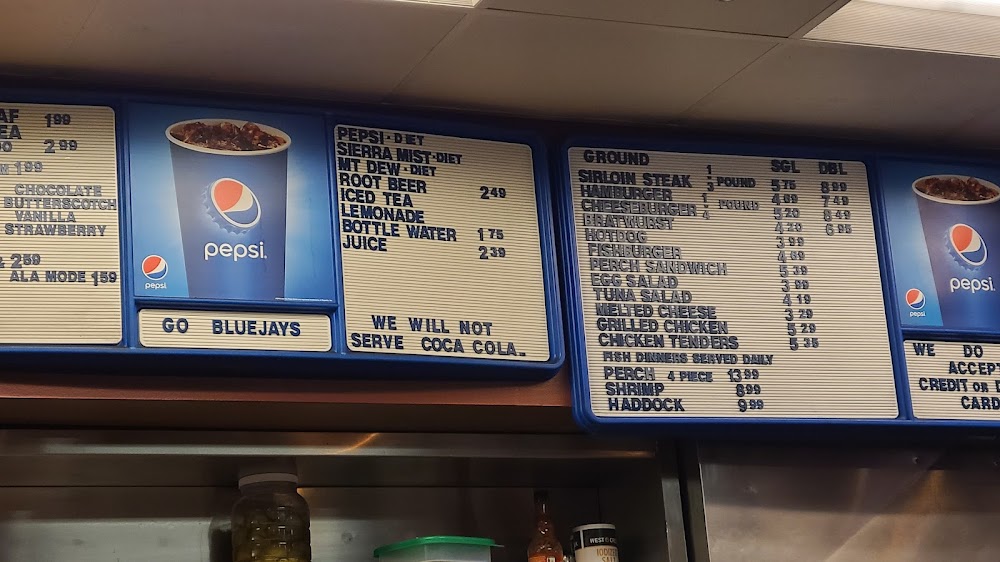 AF 1.99
EA
DO 2.99
M 1.99
CHOCOLATE
BUTTERSCOTCH
VANILLA
STRAWBERRY
& 2.59
ALA MODE 1.59
pepsi
pepsi
GO BLUEJAYS
PEPSI-DIET
SIERRA MIST-DIET
MT DEW-DIET
ROOT BEER
ICED TEA 2.49
LEMONADE
BOTTLE WATER 1.75
JUICE 2.39
WE WILL NOT
SERVE COCA COLA.
GROUND SGL DBL
SIRLOIN STEAK 1/3 POUND 5.75 8.99
HAMBURGER 7.49
CHEESEBURGER 1/4 POUND 5.20 8.49
BRATWURST 4.20 6.95
HOTDOG 3.99
FISHBURGER
PERCH SANDWICH 5.39
EGG SALAD 3.99
TUNA SALAD 4.19
MELTED CHEESE 3.29
GRILLED CHICKEN 5.29
CHICKEN TENDERS 5.35
FISH DINNERS SERVED DAILY
PERCH 4 PIECE 13.99
SHRIMP 8.99
HADDOCK 9.99
pepsi
pepsi
WE DO
ACCEPT
CREDIT OR
CARD
SALT